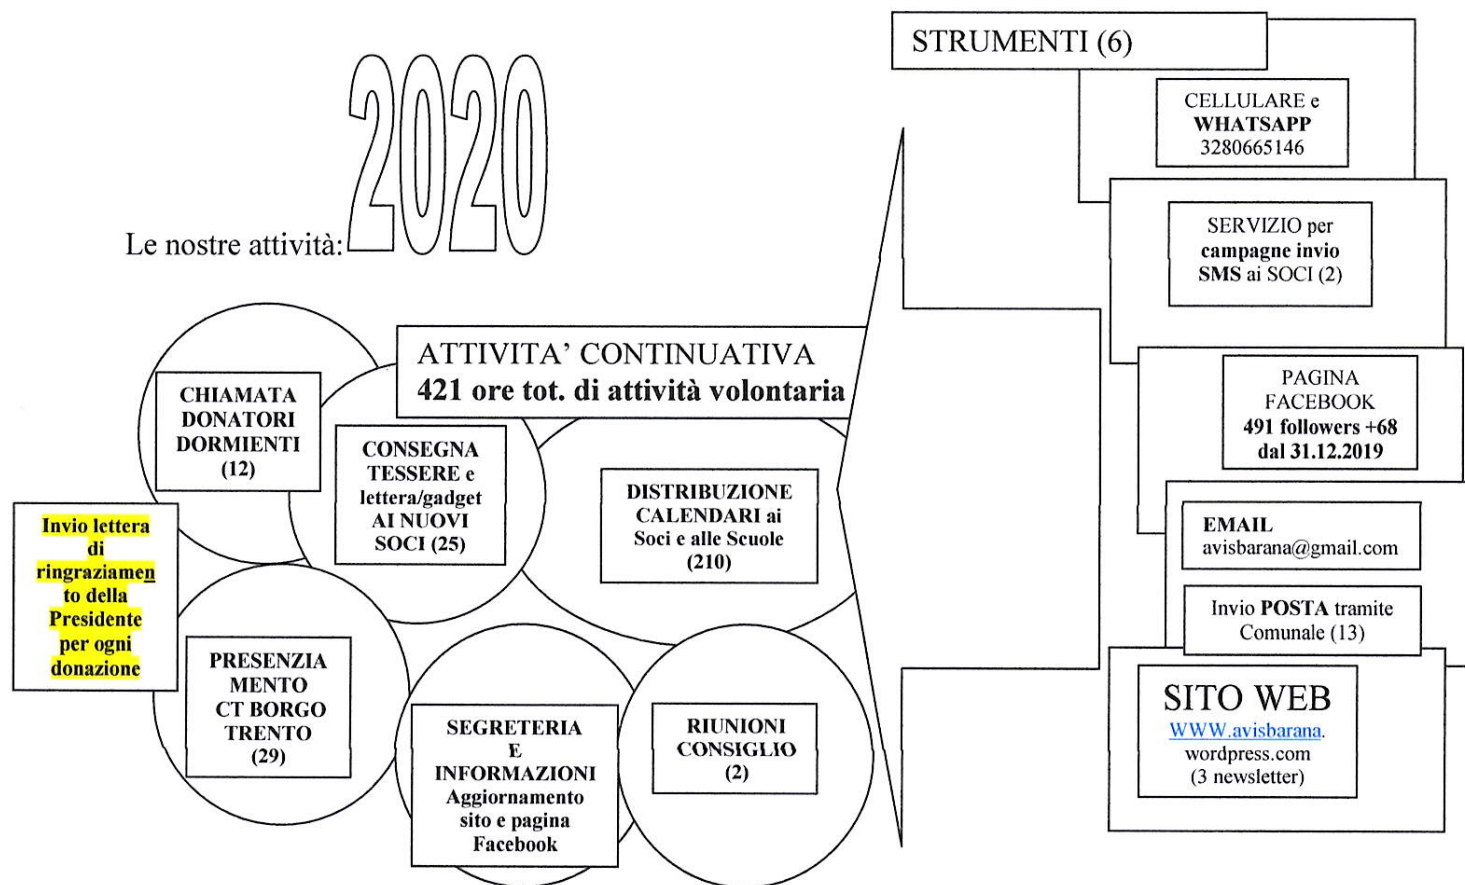 2020
Le nostre attività:
ATTIVITA’ CONTINUATIVA
421 ore tot. di attività volontaria
CHIAMATA
DONATORI
DORMIENTI
(12)
CONSEGNA
TESSERE e
lettera/gadget
AI NUOVI
SOCI (25)
DISTRIBUZIONE
CALENDARI ai
Soci e alle Scuole
(210)
Invio lettera
di
ringraziamen
to della
Presidente
per ogni
donazione
PRESENZIA
MENTO
CT BORGO
TRENTO
(29)
SEGRETERIA
E
INFORMAZIONI
Aggiornamento
sito e pagina
Facebook
RIUNIONI
CONSIGLIO
(2)
STRUMENTI (6)
CELLULARE e
WHATSAPP
3280665146
SERVIZIO per
campagne invio
SMS ai SOCI (2)
PAGINA
FACEBOOK
491 followers +68
dal 31.12.2019
EMAIL
avisbarana@gmail.com
Invio POSTA tramite
Comunale (13)
SITO WEB
WWW.avisbarana.
wordpress.com
(3 newsletter)